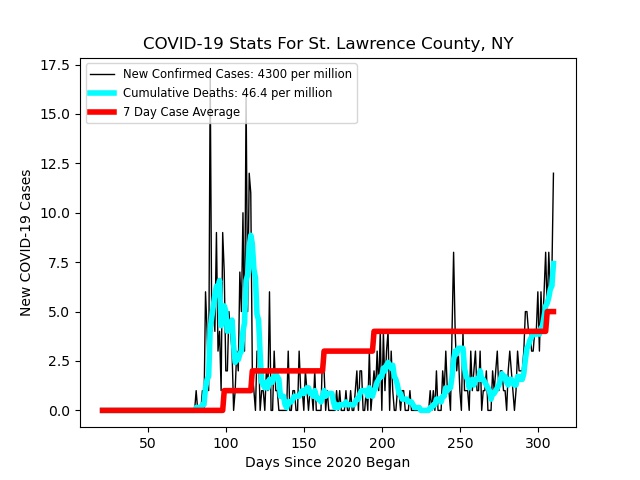 COVID-19 Stats For St. Lawrence County, NY
New Confirmed Cases: 4300 per million
Cumulative Deaths: 46.4 per million
7 Day Case Average
New COVID-19 Cases
17.5
15.0
12.5
10.0
7.5
5.0
2.5
0.0
50 100 150 200 250 300
Days Since 2020 Began